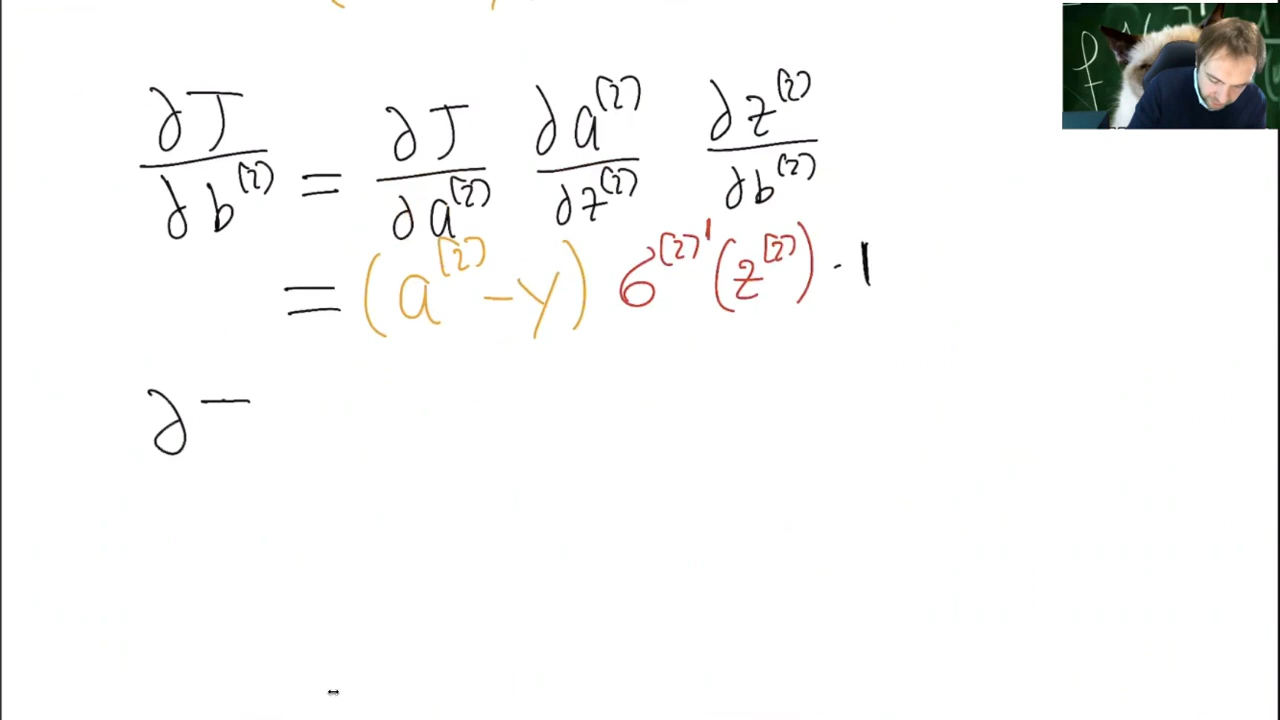 ∂J/∂b^[2] = ∂J/∂a^[2] ∂a^[2]/∂z^[2] ∂z^[2]/∂b^[2]
= (a^[2] - y) σ^[2]' (z^[2]) · 1
∂